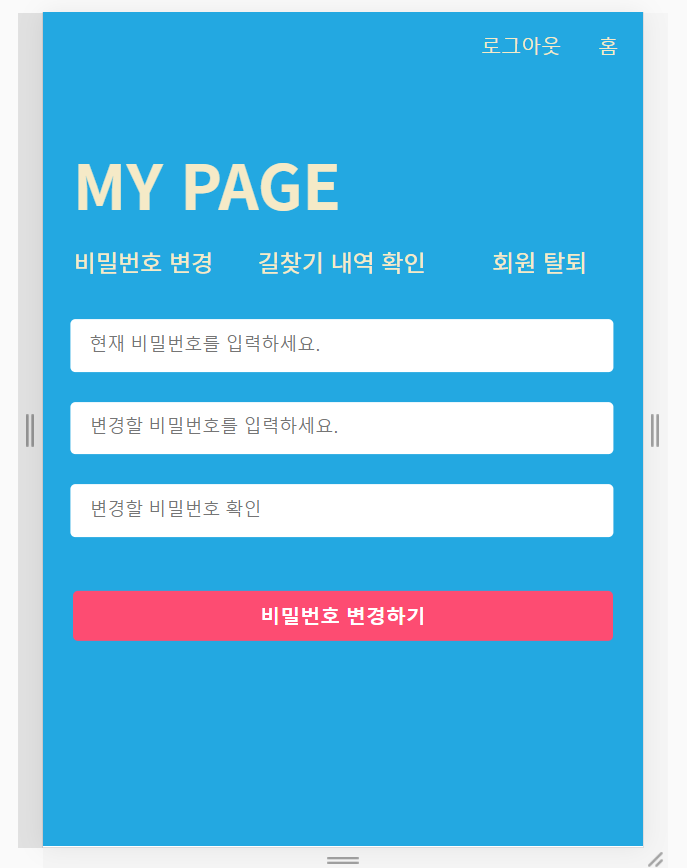 로그아웃 홈
MY PAGE
비밀번호 변경 길찾기 내역 확인 회원 탈퇴
현재 비밀번호를 입력하세요.
변경할 비밀번호를 입력하세요.
변경할 비밀번호 확인
비밀번호 변경하기